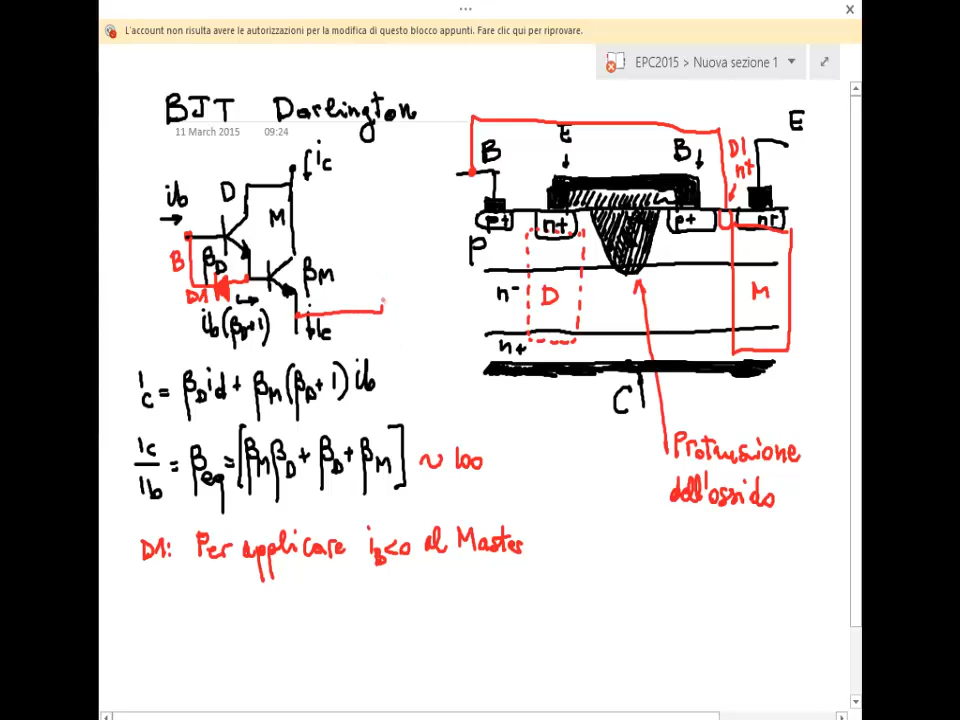 L'account non risulta avere le autorizzazioni per la modifica di questo blocco appunti. Fare clic qui per riprovare.
EPC2015 > Nuova sezione 1
BJT Darlington
11 March 2015 09:24
ib D ic
M
B βD βM
D1
ib(βD+1) ic
ic = βD id + βM(βD+1) ib
ic/ib = βeq = [βM βD + βD + βM] ~ 100
D1: Per applicare iB<0 al Master
B E B D1 n+ E
p+ n+ p+
P
n- D M
n+
C
Protrusione
dell'ossido